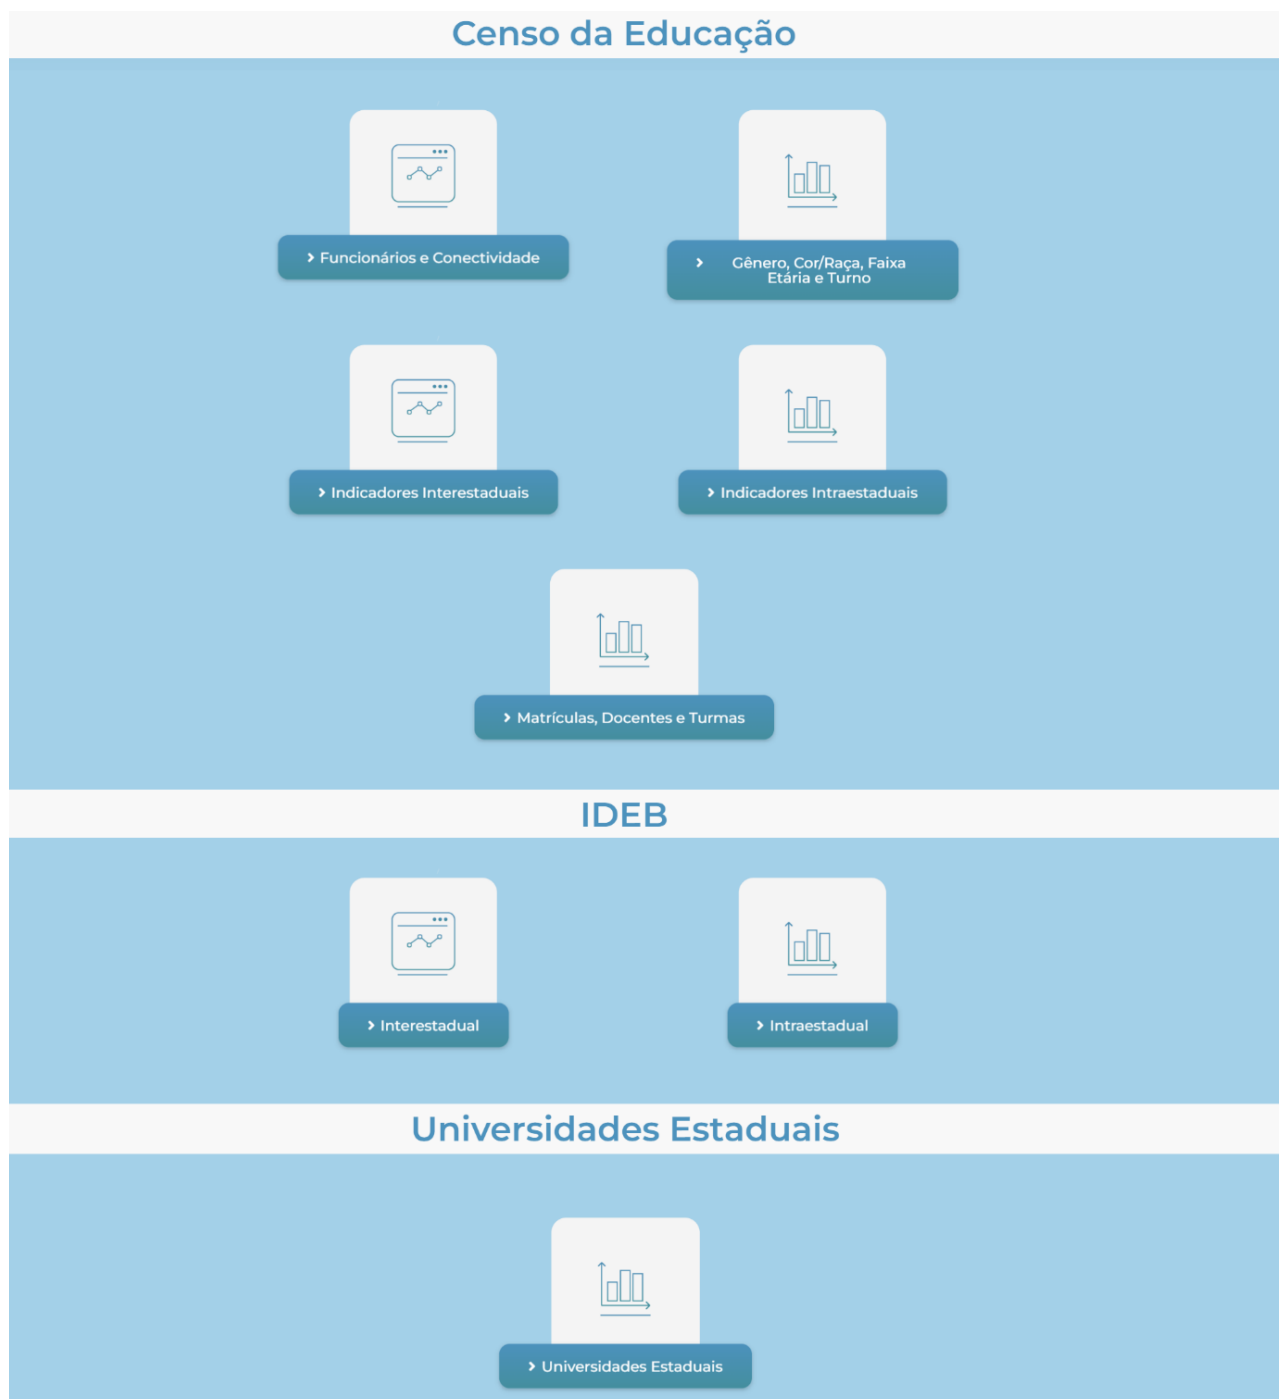 Censo da Educação
Funcionários e Conectividade
Gênero, Cor/Raça, Faixa
Etária e Turno
Indicadores Interestaduais
Indicadores Intraestaduais
Matrículas, Docentes e Turmas
IDEB
Interestadual
Intraestadual
Universidades Estaduais
Universidades Estaduais